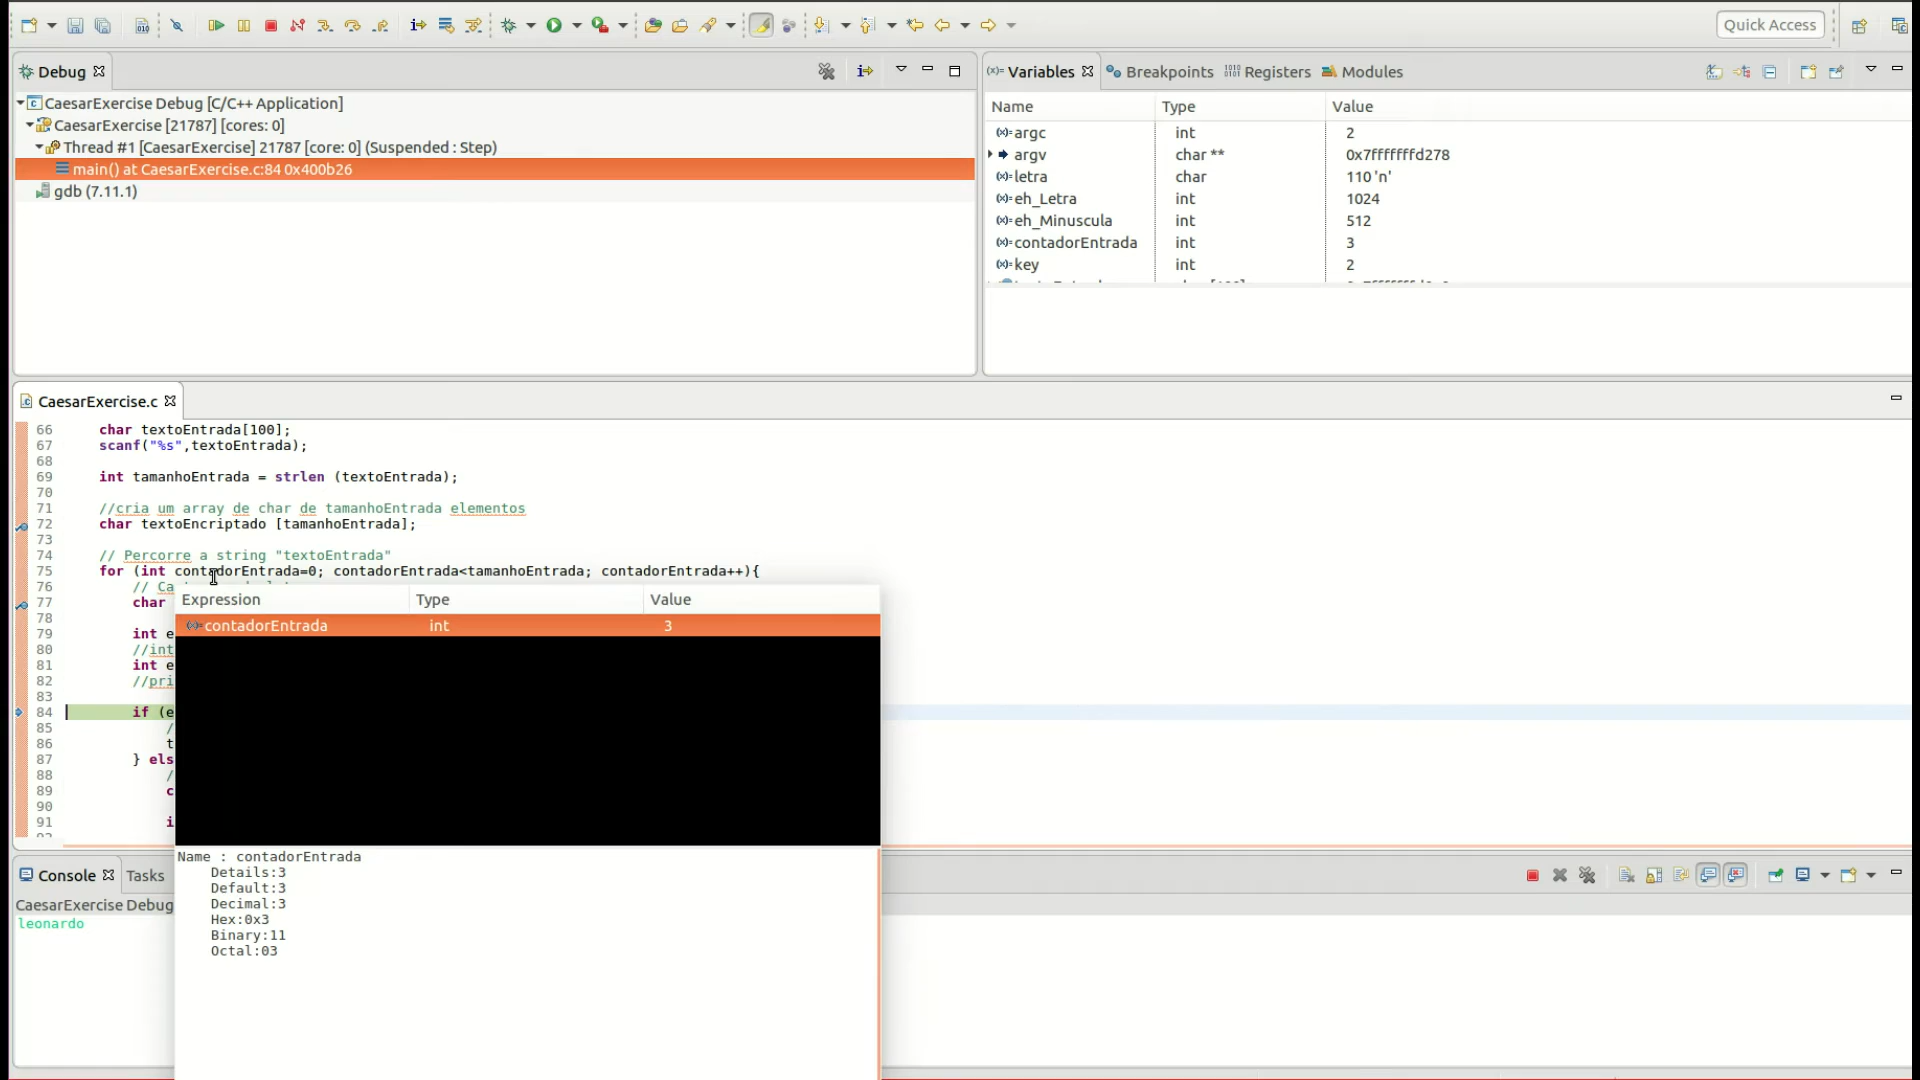 Quick Access
Debug
CaesarExercise Debug [C/C++ Application]
CaesarExercise [21787] [cores: 0]
Thread #1 [CaesarExercise] 21787 [core: 0] (Suspended : Step)
main() at CaesarExercise.c:84 0x400b26
gdb (7.11.1)
Variables Breakpoints Registers Modules
Name Type Value
argc int 2
argv char ** 0x7fffffffd278
letra char 110 'n'
eh_Letra int 1024
eh_Minuscula int 512
contadorEntrada int 3
key int 2
CaesarExercise.c
66 char textoEntrada[100];
67 scanf("%s",textoEntrada);
68
69 int tamanhoEntrada = strlen (textoEntrada);
70
71 //cria um array de char de tamanhoEntrada elementos
72 char textoEncriptado [tamanhoEntrada];
73
74 // Percorre a string "textoEntrada"
75 for (int contadorEntrada=0; contadorEntrada<tamanhoEntrada; contadorEntrada++){
76 // Ca
77 char
78
79 int e
80 //int
81 int e
82 //pri
83
84 if (e
85 /
86 t
87 } els
88 /
89 c
90
91 i
Expression Type Value
contadorEntrada int 3
Name : contadorEntrada
Details:3
Default:3
Decimal:3
Hex:0x3
Binary:11
Octal:03
Console Tasks
CaesarExercise Debug
leonardo